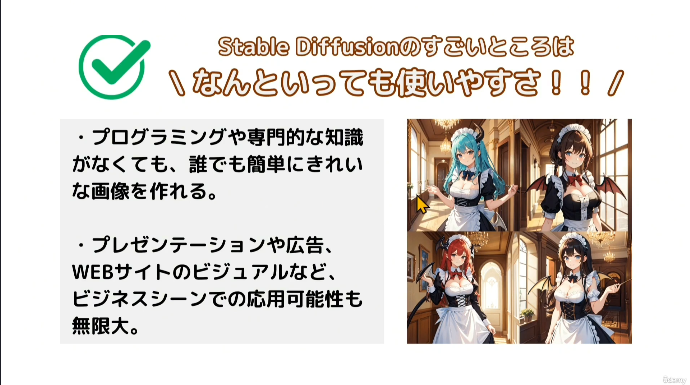 Stable Diffusionのすごいところは
\ なんといっても使いやすさ！！ /
・プログラミングや専門的な知識
がなくても、誰でも簡単にきれい
な画像を作れる。
・プレゼンテーションや広告、
WEBサイトのビジュアルなど、
ビジネスシーンでの応用可能性も
無限大。
Udemy